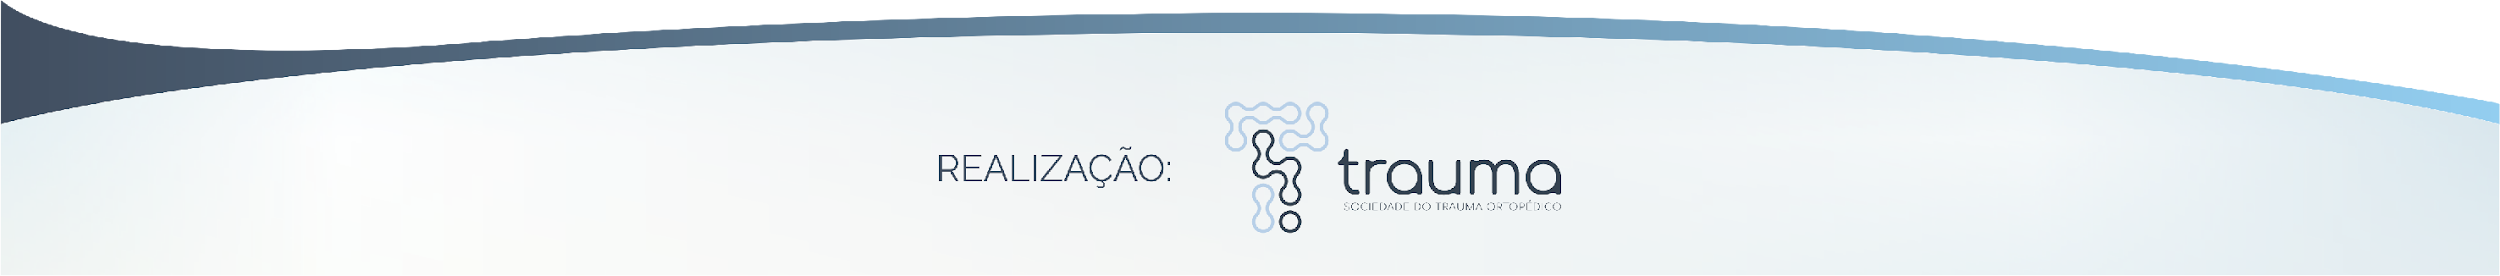 REALIZAÇÃO:
trauma
SOCIEDADE DO TRAUMA ORTOPÉDICO